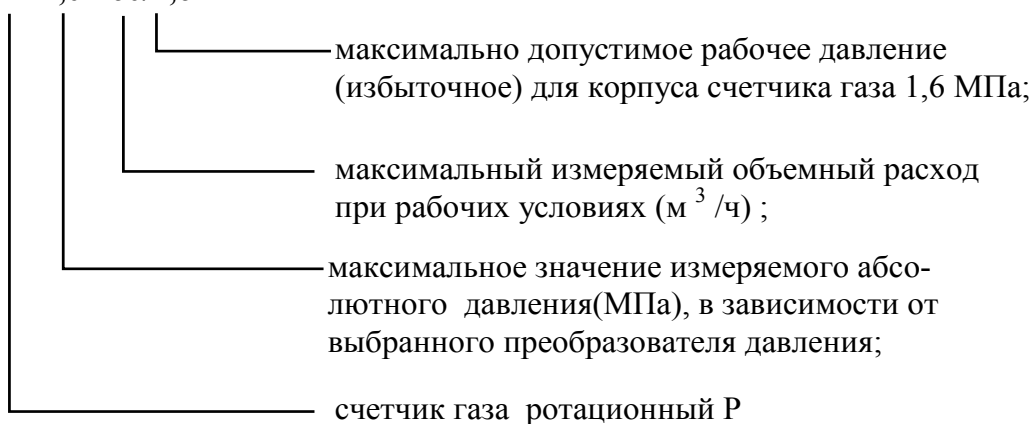 максимально допустимое рабочее давление
(избыточное) для корпуса счетчика газа 1,6 МПа;
максимальный измеряемый объемный расход
при рабочих условиях (м ³ /ч) ;
максимальное значение измеряемого абсо-
лютного давления(МПа), в зависимости от
выбранного преобразователя давления;
счетчик газа ротационный Р